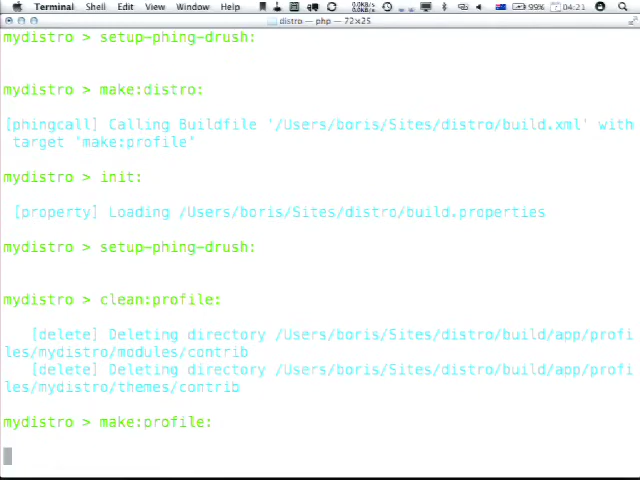 Terminal Shell Edit View Window Help 0.0KB/s 0.0KB/s 99% 04:21
distro — php — 72×25
mydistro > setup-phing-drush:
mydistro > make:distro:
[phingcall] Calling Buildfile '/Users/boris/Sites/distro/build.xml' with
target 'make:profile'
mydistro > init:
[property] Loading /Users/boris/Sites/distro/build.properties
mydistro > setup-phing-drush:
mydistro > clean:profile:
[delete] Deleting directory /Users/boris/Sites/distro/build/app/profi
les/mydistro/modules/contrib
[delete] Deleting directory /Users/boris/Sites/distro/build/app/profi
les/mydistro/themes/contrib
mydistro > make:profile: